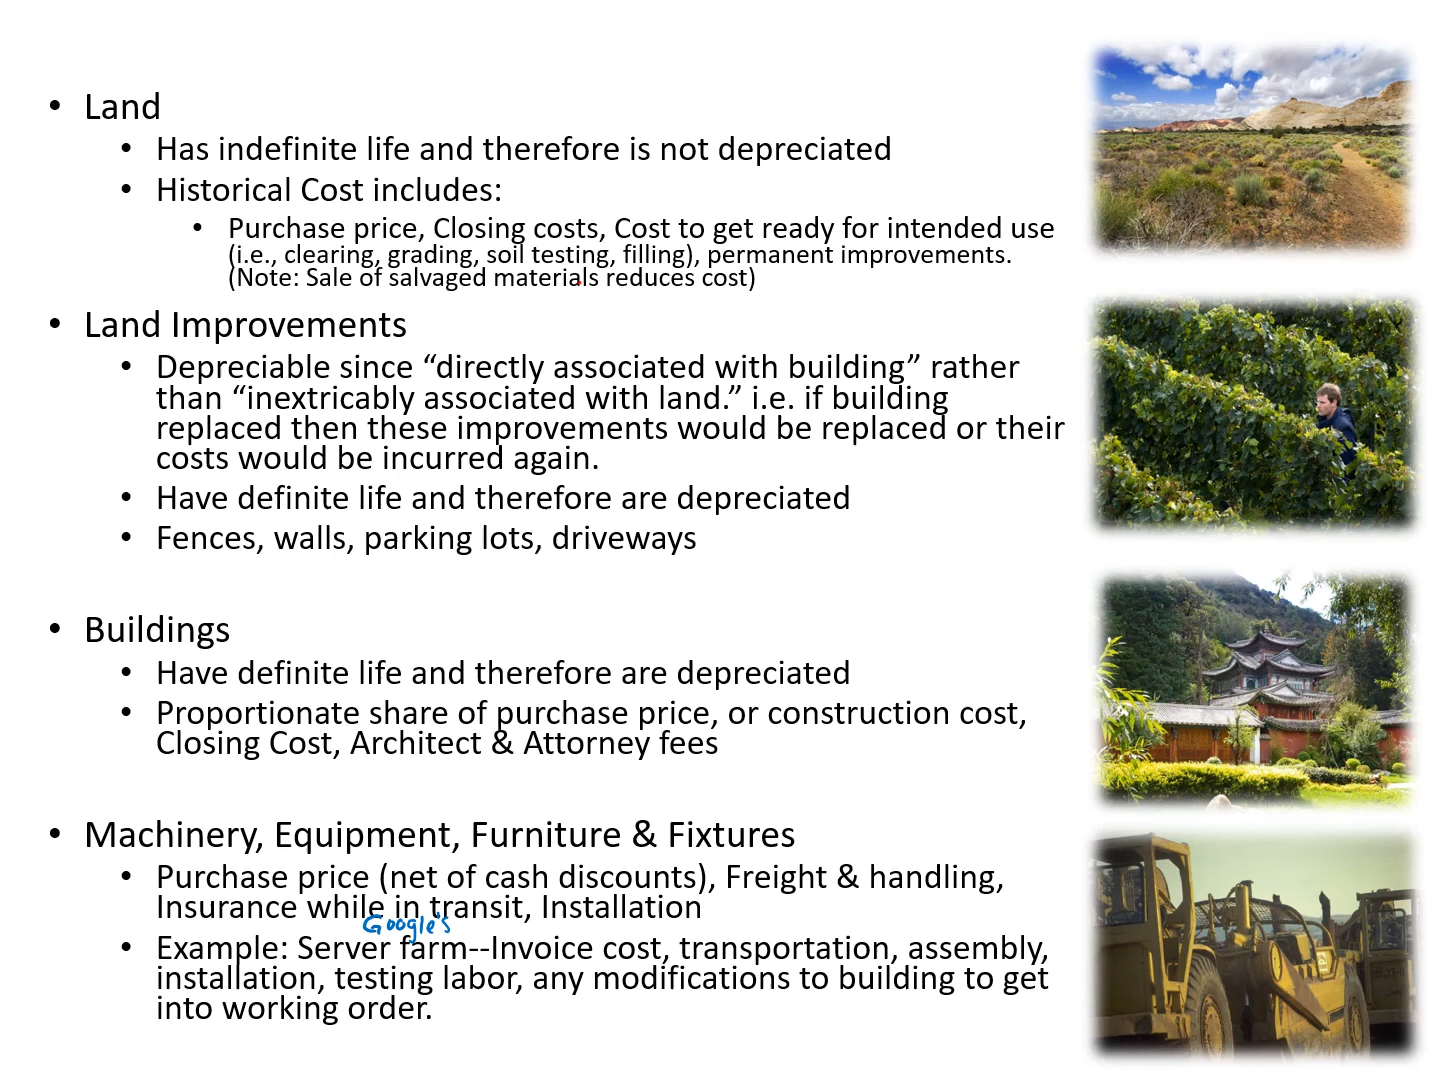 • Land
• Has indefinite life and therefore is not depreciated
• Historical Cost includes:
• Purchase price, Closing costs, Cost to get ready for intended use
(i.e., clearing, grading, soil testing, filling), permanent improvements.
(Note: Sale of salvaged materials reduces cost)
• Land Improvements
• Depreciable since “directly associated with building” rather
than “inextricably associated with land.” i.e. if building
replaced then these improvements would be replaced or their
costs would be incurred again.
• Have definite life and therefore are depreciated
• Fences, walls, parking lots, driveways
• Buildings
• Have definite life and therefore are depreciated
• Proportionate share of purchase price, or construction cost,
Closing Cost, Architect & Attorney fees
• Machinery, Equipment, Furniture & Fixtures
• Purchase price (net of cash discounts), Freight & handling,
Insurance while in transit, Installation
Google's
• Example: Server farm--Invoice cost, transportation, assembly,
installation, testing labor, any modifications to building to get
into working order.